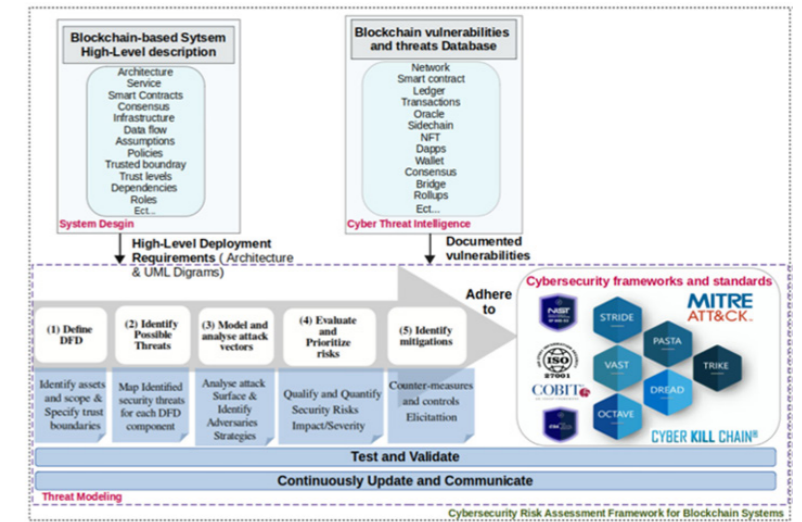 Blockchain-based Sytsem
High-Level description
Architecture
Service
Smart Contracts
Consensus
Infrastructure
Data flow
Assumptions
Policies
Trusted boundray
Trust levels
Dependencies
Roles
Ect...
System Desgin
Blockchain vulnerabilities
and threats Database
Network
Smart contract
Ledger
Transactions
Oracle
Sidechain
NFT
Dapps
Wallet
Consensus
Bridge
Rollups
Ect...
Cyber Threat Intelligence
High-Level Deployment
Requirements ( Architecture
& UML Digrams)
Documented
vulnerabilities
Adhere
to
(1) Define
DFD
(2) Identify
Possible
Threats
(3) Model and
analyse attack
vectors
(4) Evaluate
and
Prioritize
risks
(5) Identify
mitigations
Identify assets
and scope &
Specify trust
boundaries
Map Identified
security threats
for each DFD
component
Analyse attack
Surface &
Identify
Adversaries
Strategies
Qualify and Quantify
Security Risks
Impact/Severity
Counter-measures
and controls
Elicitattion
Cybersecurity frameworks and standards
NIST
ISO
27001
COBIT
STRIDE
PASTA
VAST
TRIKE
DREAD
OCTAVE
MITRE
ATT&CK
CYBER KILL CHAIN®
Test and Validate
Continuously Update and Communicate
Threat Modeling
Cybersecurity Risk Assessment Framework for Blockchain Systems